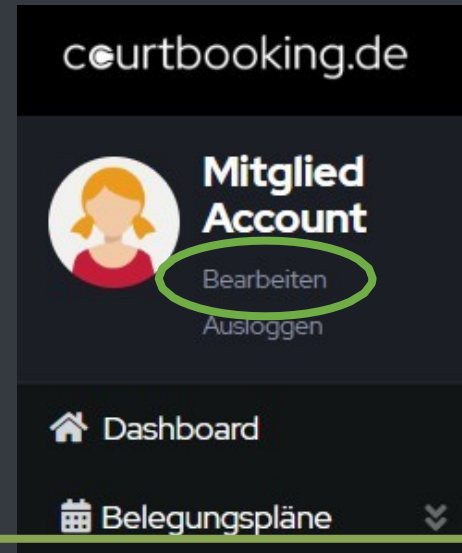 courtbooking.de
Mitglied
Account
Bearbeiten
Ausloggen
Dashboard
Belegungspläne